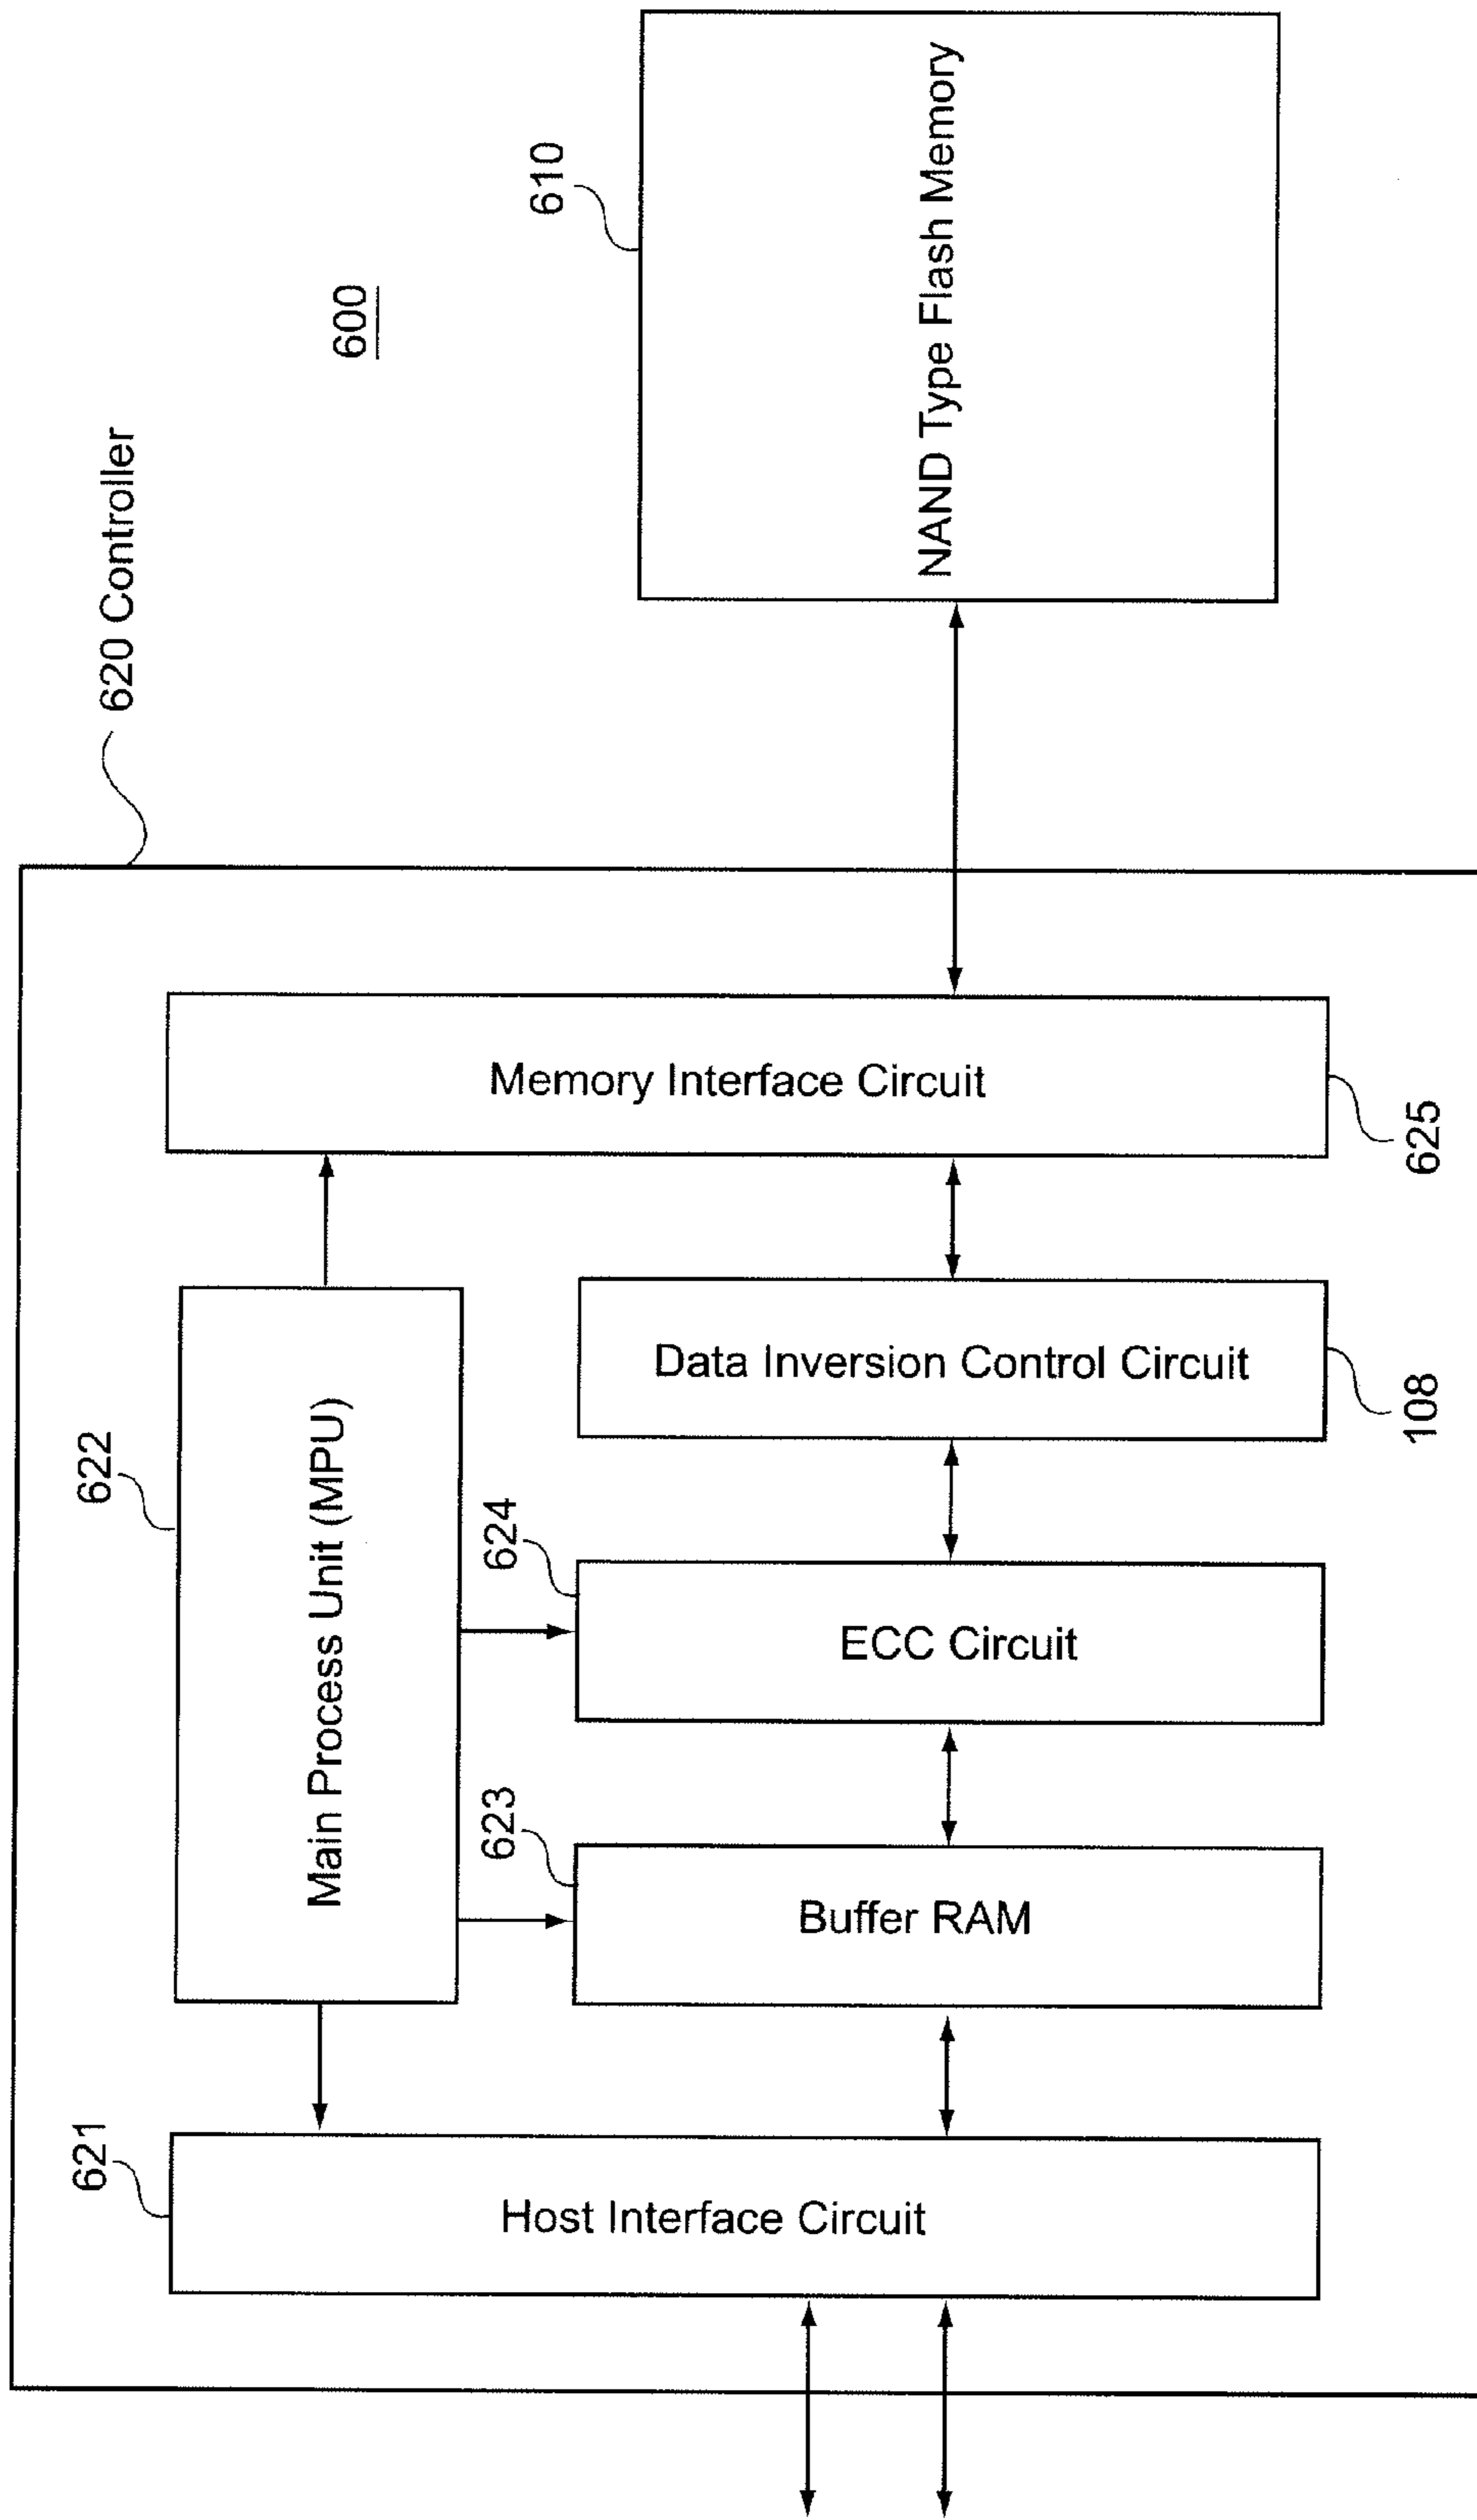 620 Controller
600
610
NAND Type Flash Memory
Memory Interface Circuit
625
622
Main Process Unit (MPU)
Data Inversion Control Circuit
108
624
ECC Circuit
623
Buffer RAM
621
Host Interface Circuit